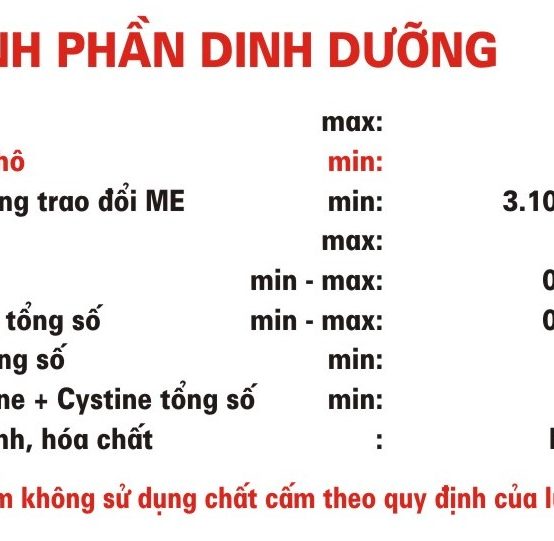 NH PHẦN DINH DƯỠNG
max:
hô min:
ng trao đổi ME min: 3.10
max:
min - max: 0
tổng số min - max: 0
ng số min:
ne + Cystine tổng số min:
nh, hóa chất :
m không sử dụng chất cấm theo quy định của l